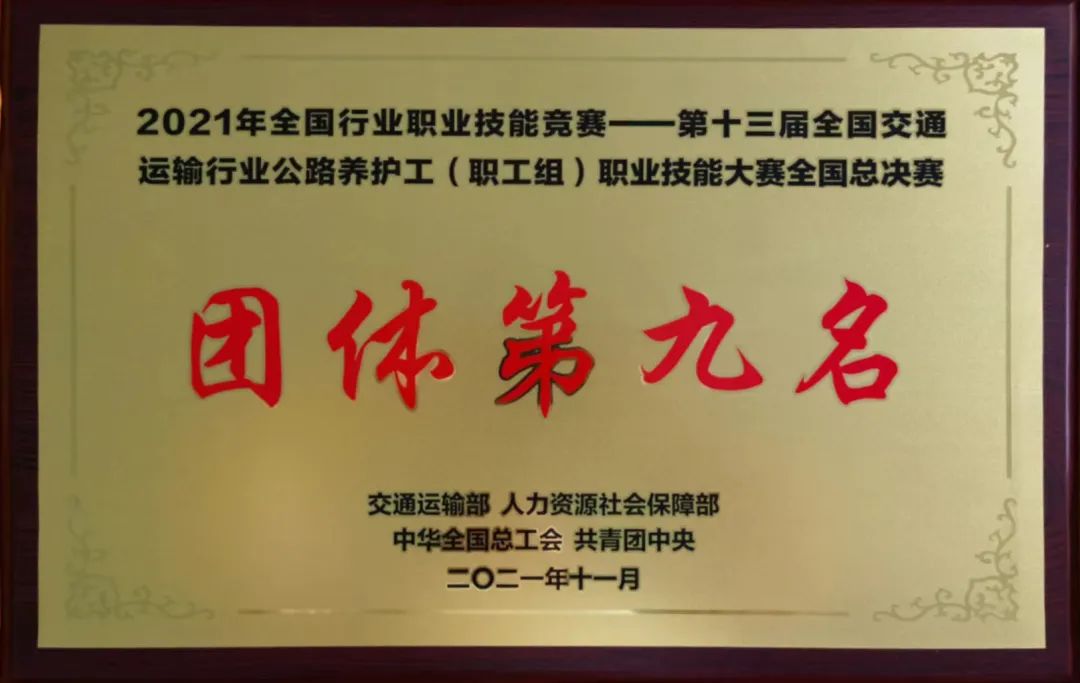 2021年全国行业职业技能竞赛——第十三届全国交通
运输行业公路养护工（职工组）职业技能大赛全国总决赛
团体第九名
交通运输部 人力资源社会保障部
中华全国总工会 共青团中央
二〇二一年十一月